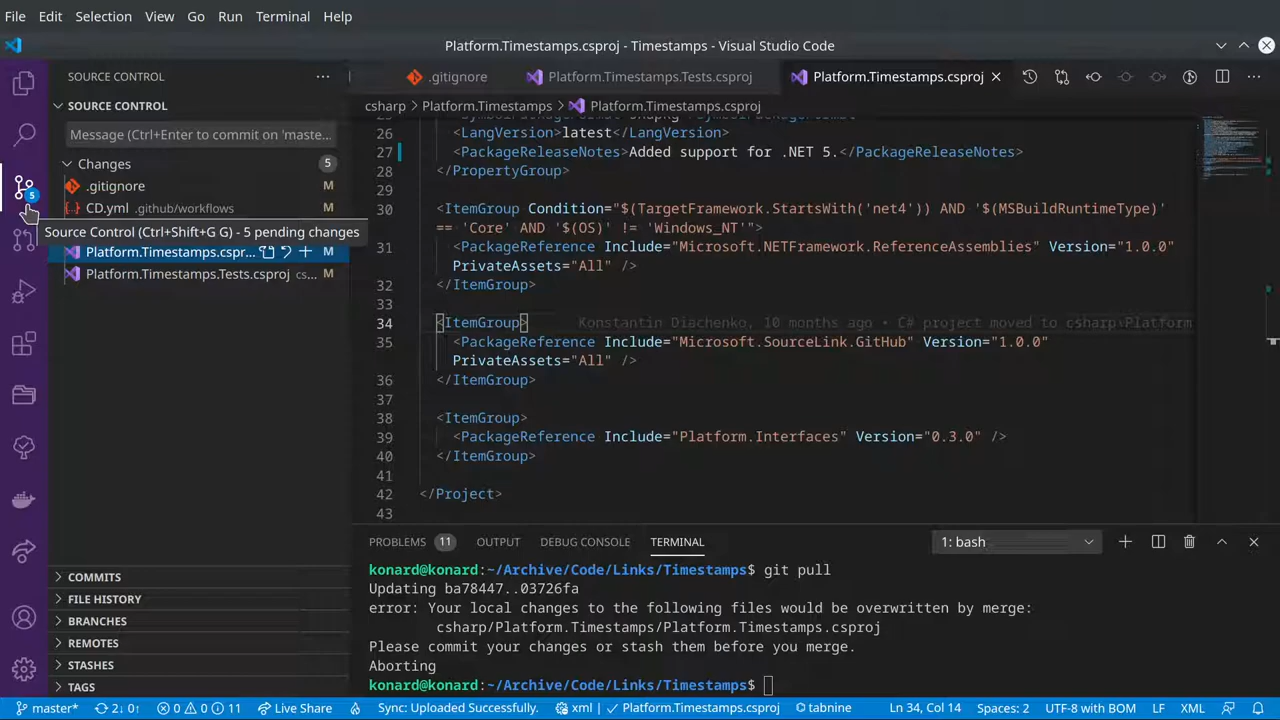 File Edit Selection View Go Run Terminal Help
Platform.Timestamps.csproj - Timestamps - Visual Studio Code
SOURCE CONTROL ...
.gitignore Platform.Timestamps.Tests.csproj Platform.Timestamps.csproj
SOURCE CONTROL
csharp > Platform.Timestamps > Platform.Timestamps.csproj
Message (Ctrl+Enter to commit on 'maste...
Changes 5
.gitignore M
CD.yml .github/workflows M
5
Source Control (Ctrl+Shift+G G) - 5 pending changes
Platform.Timestamps.cspr... M
Platform.Timestamps.Tests.csproj cs... M
26 <LangVersion>latest</LangVersion>
27 <PackageReleaseNotes>Added support for .NET 5.</PackageReleaseNotes>
28 </PropertyGroup>
29
30 <ItemGroup Condition="$(TargetFramework.StartsWith('net4')) AND '$(MSBuildRuntimeType)'
== 'Core' AND '$(OS)' != 'Windows_NT'">
31 <PackageReference Include="Microsoft.NETFramework.ReferenceAssemblies" Version="1.0.0"
PrivateAssets="All" />
32 </ItemGroup>
33
34 <ItemGroup> Konstantin Diachenko, 10 months ago • C# project moved to csharp\Platform
35 <PackageReference Include="Microsoft.SourceLink.GitHub" Version="1.0.0"
PrivateAssets="All" />
36 </ItemGroup>
37
38 <ItemGroup>
39 <PackageReference Include="Platform.Interfaces" Version="0.3.0" />
40 </ItemGroup>
41
42 </Project>
43
PROBLEMS 11 OUTPUT DEBUG CONSOLE TERMINAL 1: bash
konard@konard:~/Archive/Code/Links/Timestamps$ git pull
Updating ba78447..03726fa
error: Your local changes to the following files would be overwritten by merge:
csharp/Platform.Timestamps/Platform.Timestamps.csproj
Please commit your changes or stash them before you merge.
Aborting
konard@konard:~/Archive/Code/Links/Timestamps$
COMMITS
FILE HISTORY
BRANCHES
REMOTES
STASHES
TAGS
master* 2↓ 0↑ 0 0 11 Live Share Sync: Uploaded Successfully. xml | ✓ Platform.Timestamps.csproj tabnine Ln 34, Col 14 Spaces: 2 UTF-8 with BOM LF XML